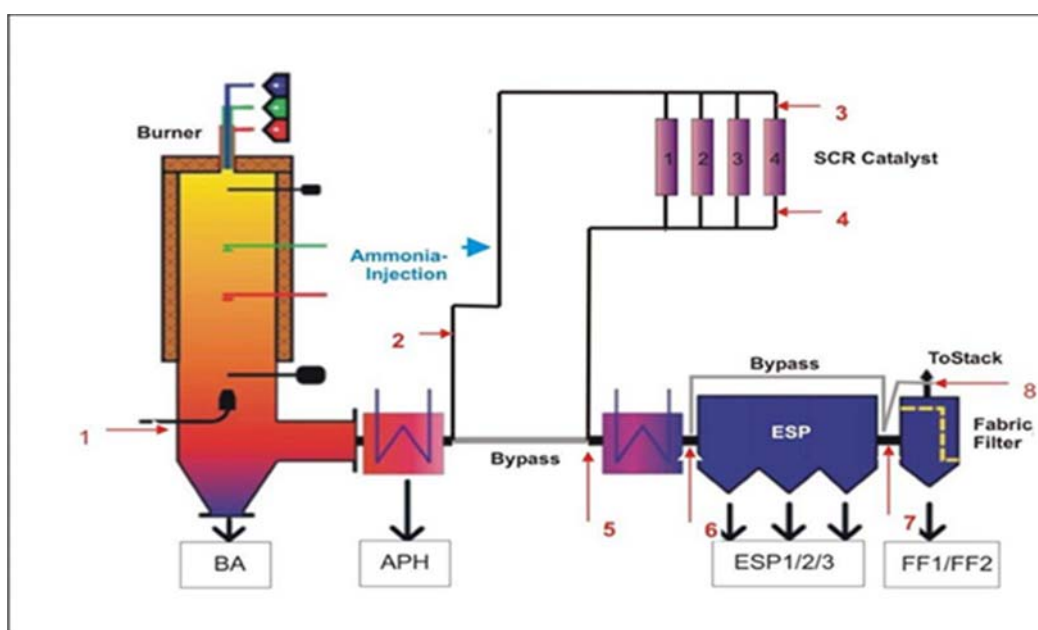 Burner
3
1 2 3 4
SCR Catalyst
4
Ammonia-
Injection
2
Bypass
ToStack
8
1
ESP
Fabric
Filter
Bypass
5
6
7
BA
APH
ESP1/2/3
FF1/FF2